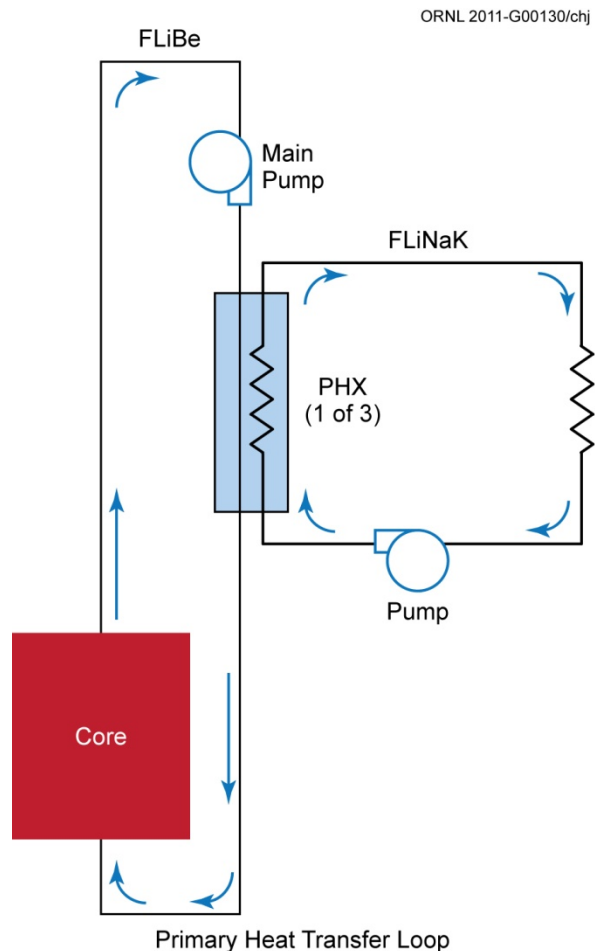 ORNL 2011-G00130/chj
FLiBe
Main
Pump
FLiNaK
PHX
(1 of 3)
Pump
Core
Primary Heat Transfer Loop